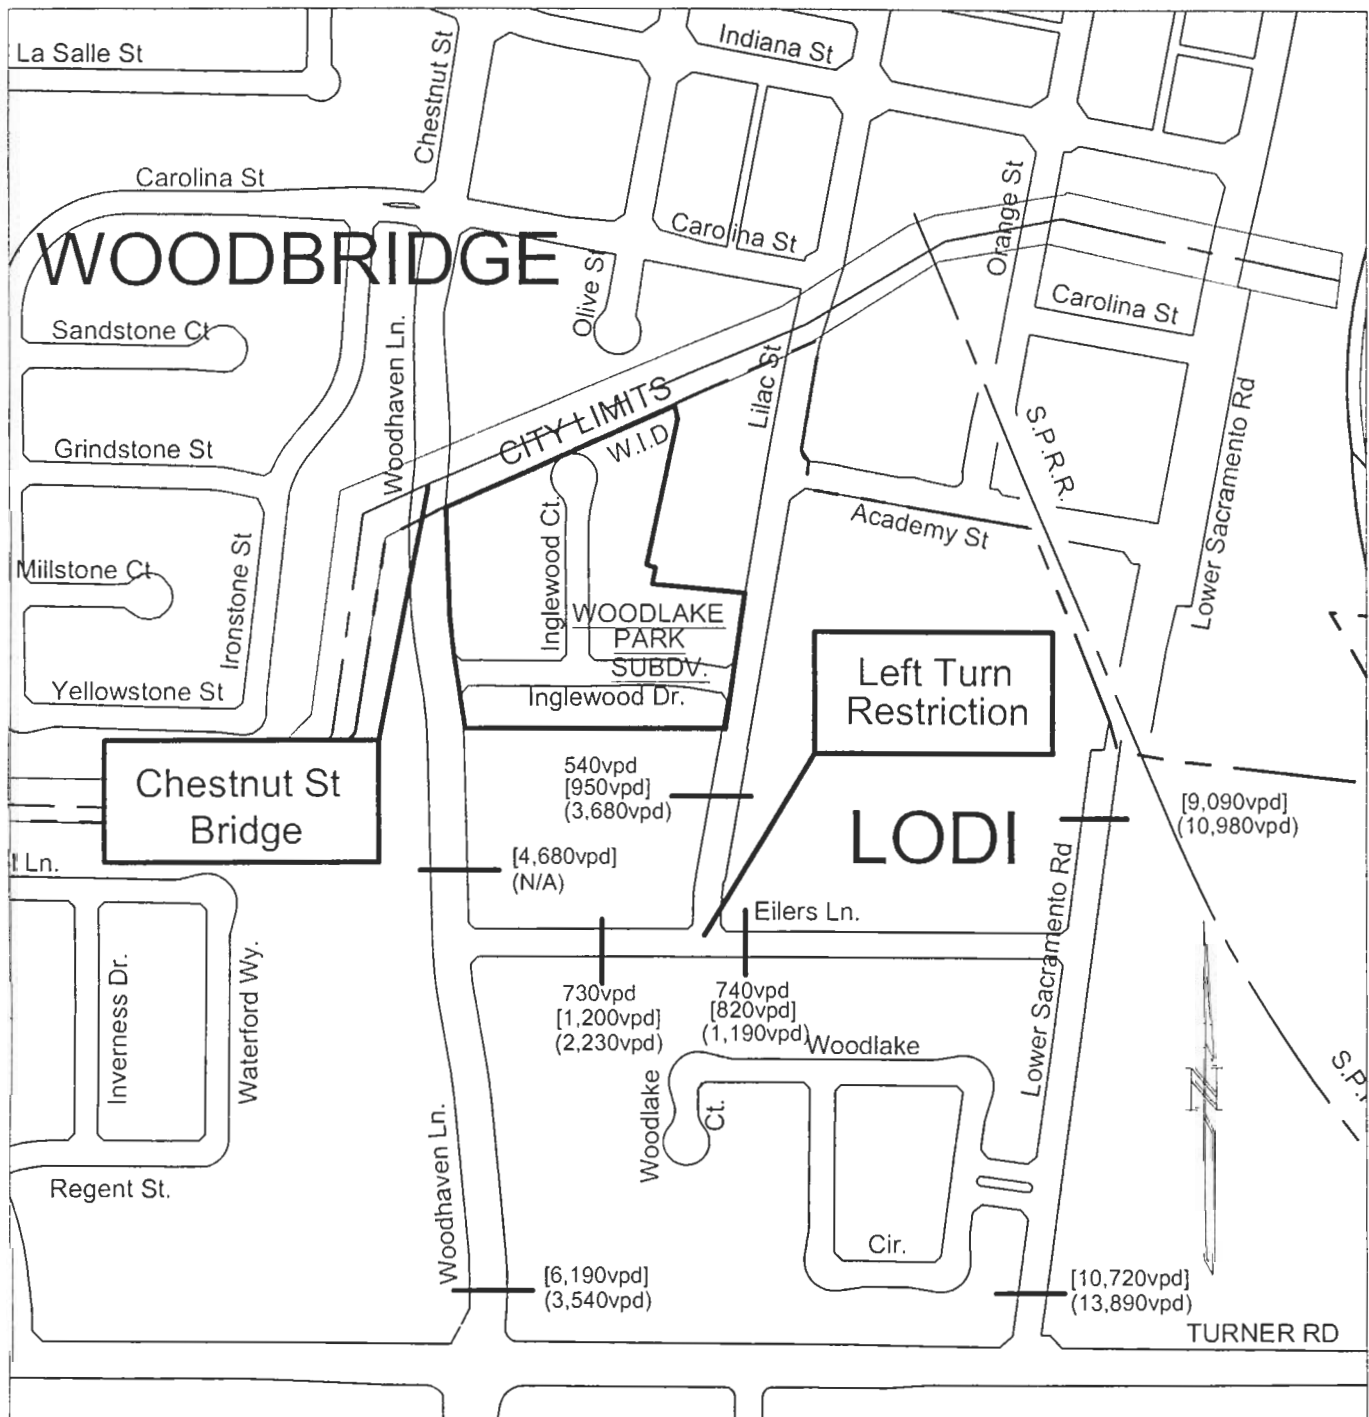 La Salle St
Chestnut St
Indiana St
Carolina St
WOODBRIDGE
Carolina St
Orange St
Olive St
Sandstone Ct
Carolina St
Woodhaven Ln.
Lilac St
CITY LIMITS
W.I.D
S.P.R.R.
Lower Sacramento Rd
Grindstone St
Inglewood Ct.
Academy St
Millstone Ct
Ironstone St
WOODLAKE
PARK
SUBDV.
Yellowstone St
Inglewood Dr.
Left Turn
Restriction
Chestnut St
Bridge
540vpd
[950vpd]
(3,680vpd)
LODI
[9,090vpd]
(10,980vpd)
Ln.
[4,680vpd]
(N/A)
Eilers Ln.
Lower Sacramento Rd
Inverness Dr.
Waterford Wy.
730vpd
[1,200vpd]
(2,230vpd)
740vpd
[820vpd]
(1,190vpd)
Woodlake
Woodlake
Ct.
S.P.
N
Regent St.
Woodhaven Ln.
Cir.
[6,190vpd]
(3,540vpd)
[10,720vpd]
(13,890vpd)
TURNER RD